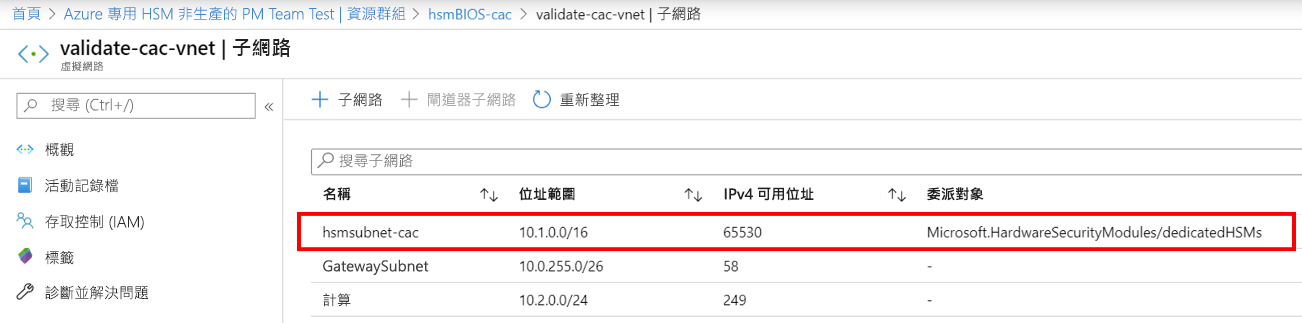 首頁 > Azure 專用 HSM 非生產的 PM Team Test | 資源群組 > hsmBIOS-cac > validate-cac-vnet | 子網路
validate-cac-vnet | 子網路
虛擬網路
搜尋 (Ctrl+/)
«
概觀
活動記錄檔
存取控制 (IAM)
標籤
診斷並解決問題
+ 子網路 + 閘道器子網路 重新整理
搜尋子網路
名稱 ↑↓ 位址範圍 ↑↓ IPv4 可用位址 ↑↓ 委派對象
hsmsubnet-cac 10.1.0.0/16 65530 Microsoft.HardwareSecurityModules/dedicatedHSMs
GatewaySubnet 10.0.255.0/26 58 -
計算 10.2.0.0/24 249 -